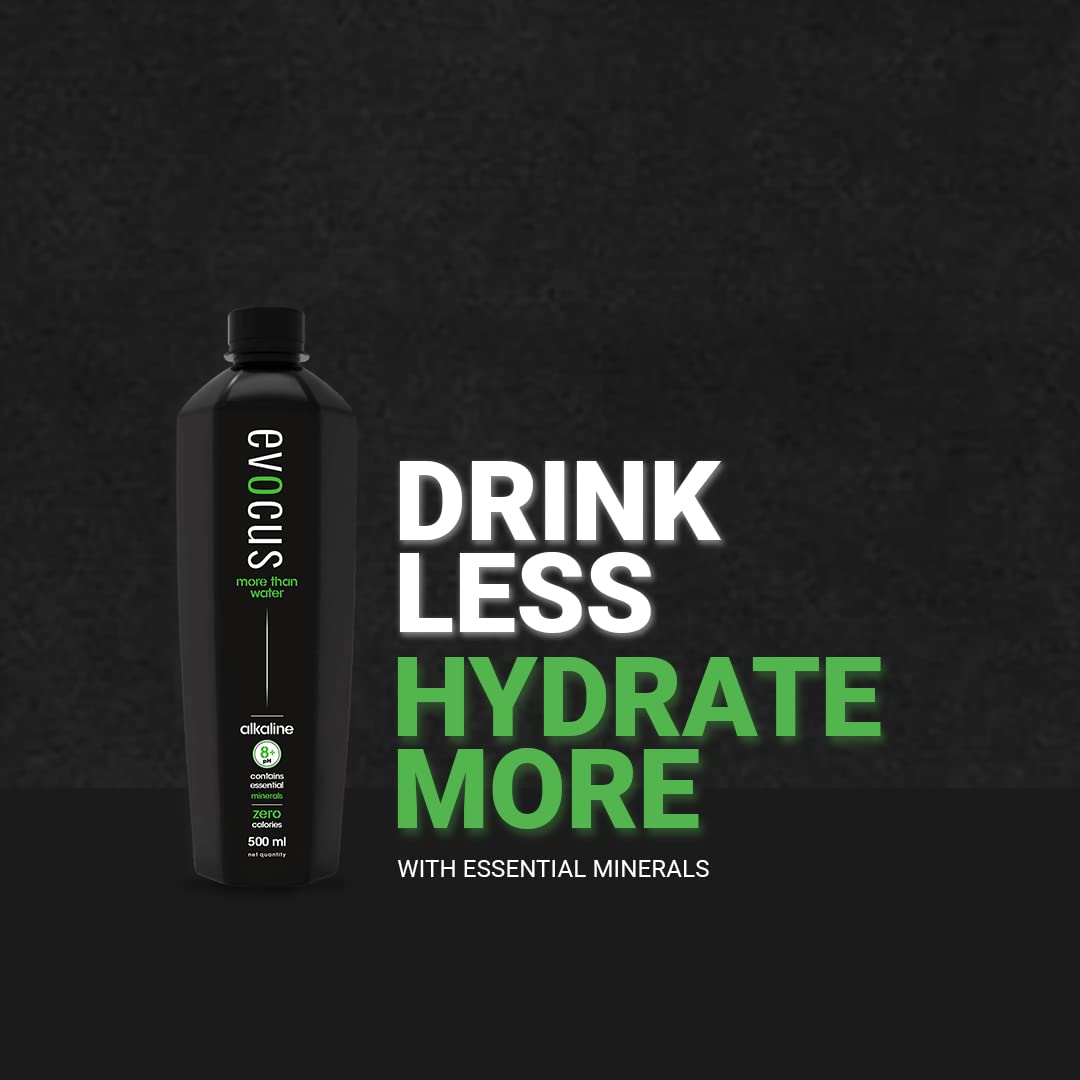 evocus
more than
water
alkaline
8+
pH
contains
essential
minerals
zero
calories
500 ml
net quantity
DRINK
LESS
HYDRATE
MORE
WITH ESSENTIAL MINERALS